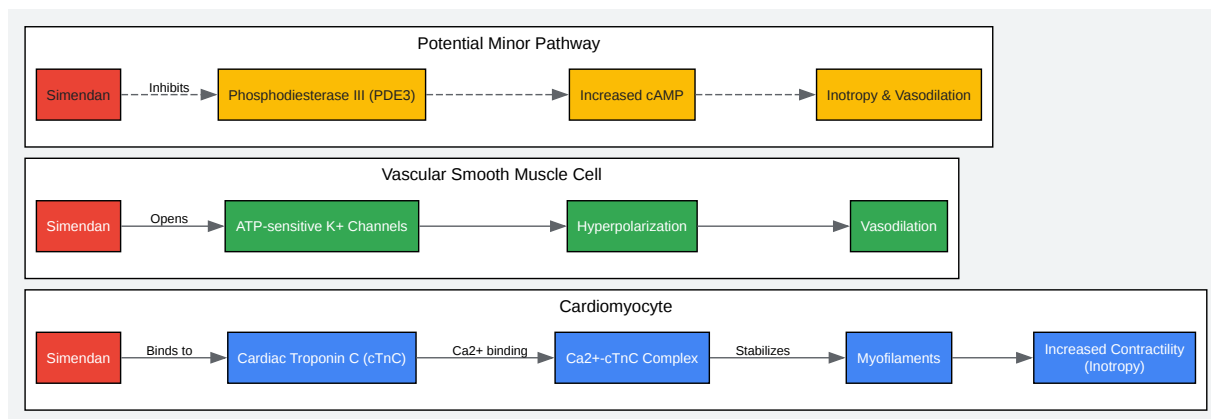 Potential Minor Pathway
Simendan
Inhibits
Phosphodiesterase III (PDE3)
Increased cAMP
Inotropy & Vasodilation
Vascular Smooth Muscle Cell
Simendan
Opens
ATP-sensitive K+ Channels
Hyperpolarization
Vasodilation
Cardiomyocyte
Simendan
Binds to
Cardiac Troponin C (cTnC)
Ca2+ binding
Ca2+-cTnC Complex
Stabilizes
Myofilaments
Increased Contractility
(Inotropy)